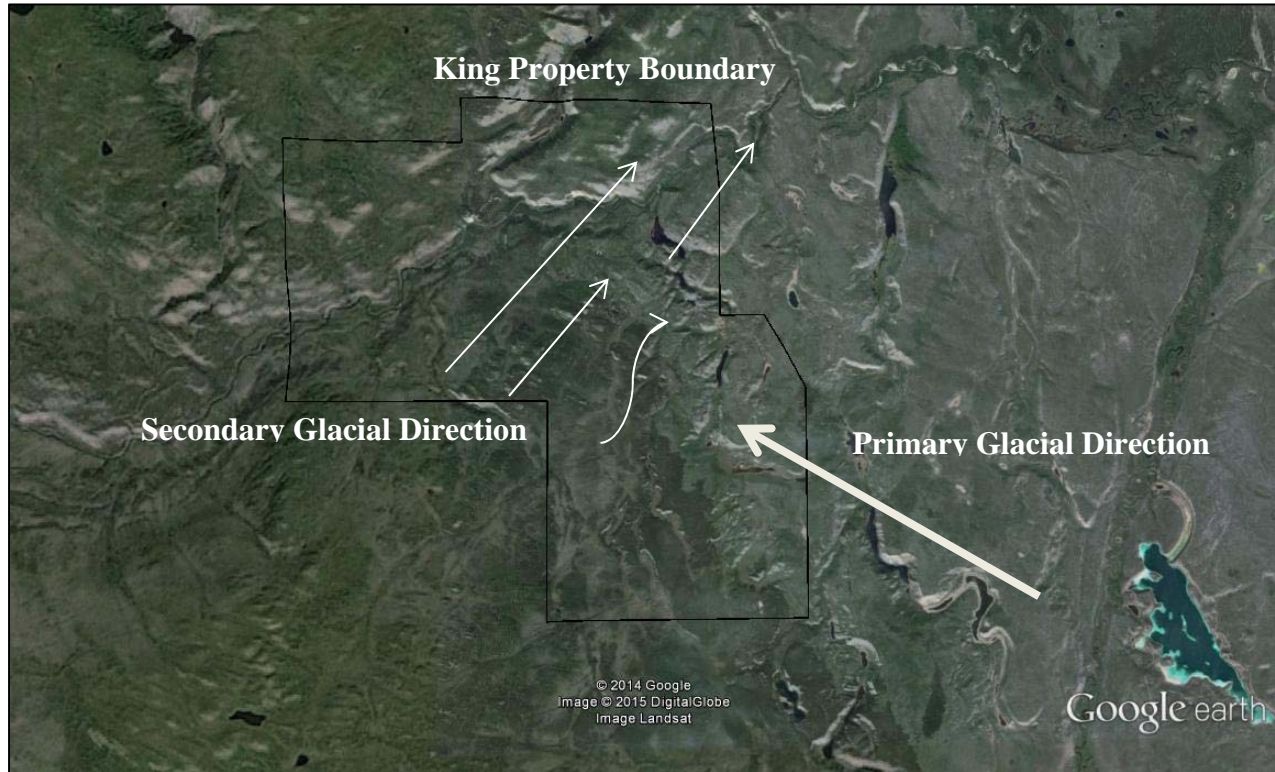 King Property Boundary
Secondary Glacial Direction
Primary Glacial Direction
© 2014 Google
Image © 2015 DigitalGlobe
Image Landsat
Google earth